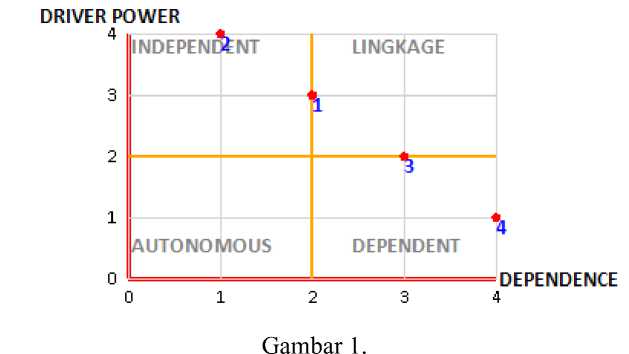 DRIVER POWER
4
INDEPENDENT
2
LINGKAGE
3
1
2
3
1
4
AUTONOMOUS
DEPENDENT
0
DEPENDENCE
0 1 2 3 4
Gambar 1.